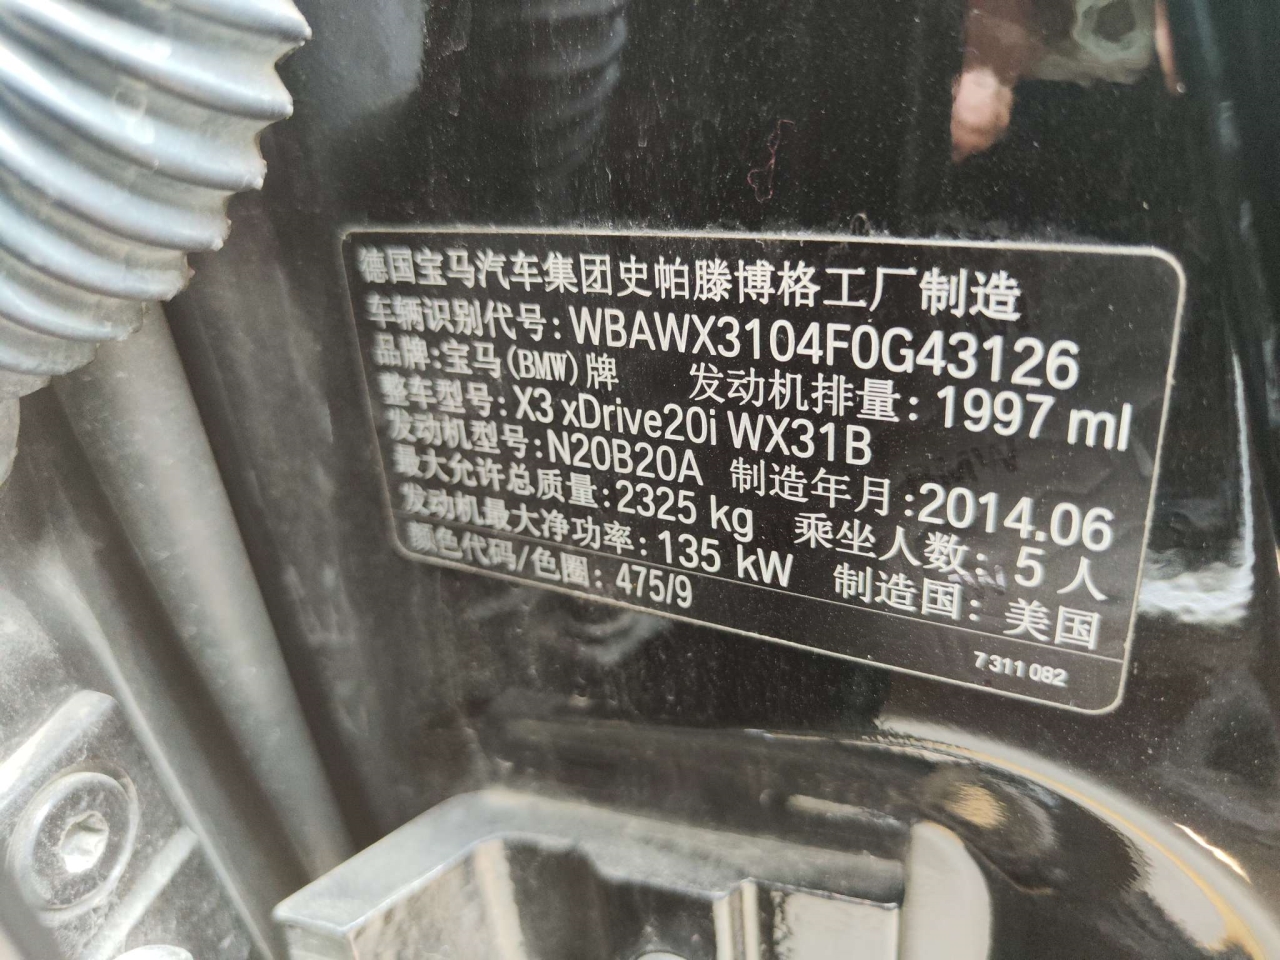 德国宝马汽车集团史帕滕博格工厂制造
车辆识别代号: WBAWX3104F0G43126
品牌: 宝马(BMW)牌 发动机排量: 1997 ml
整车型号: X3 xDrive20i WX31B
发动机型号: N20B20A 制造年月: 2014.06
最大允许总质量: 2325 kg 乘坐人数: 5 人
发动机最大净功率: 135 kW 制造国: 美国
颜色代码/色圈: 475/9
7 311 082